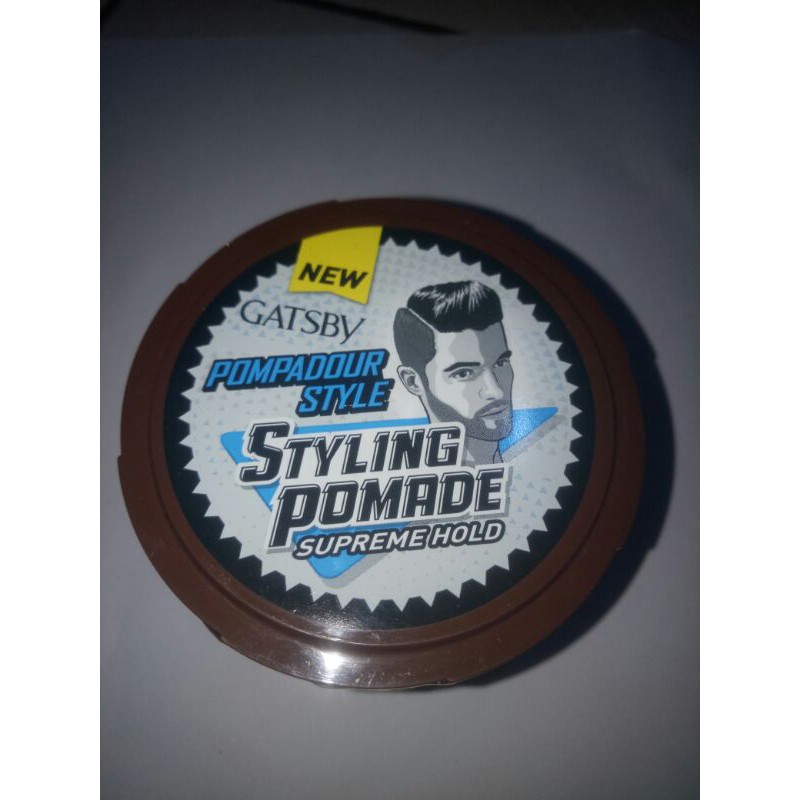 NEW
GATSBY
POMPADOUR
STYLE
STYLING
POMADE
SUPREME HOLD